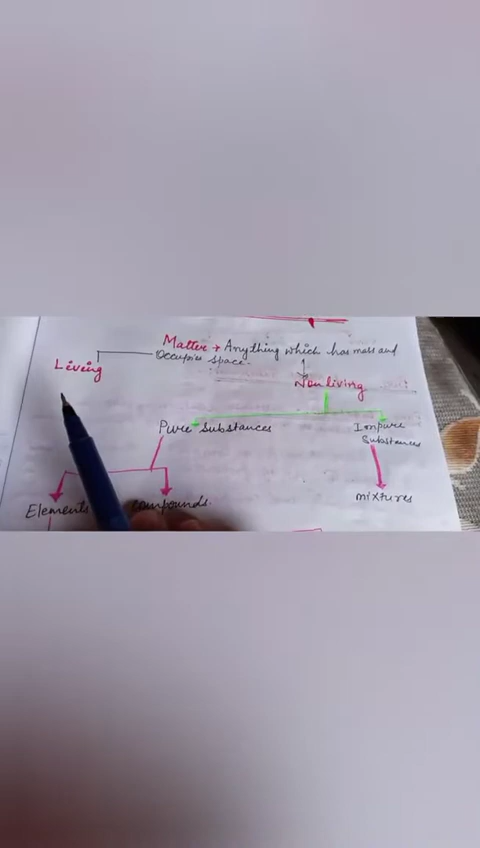 Matter → Anything which has mass and
occupies space.
Living
Non living
Pure Substances
Impure
Substances
Elements
Compounds.
mixtures